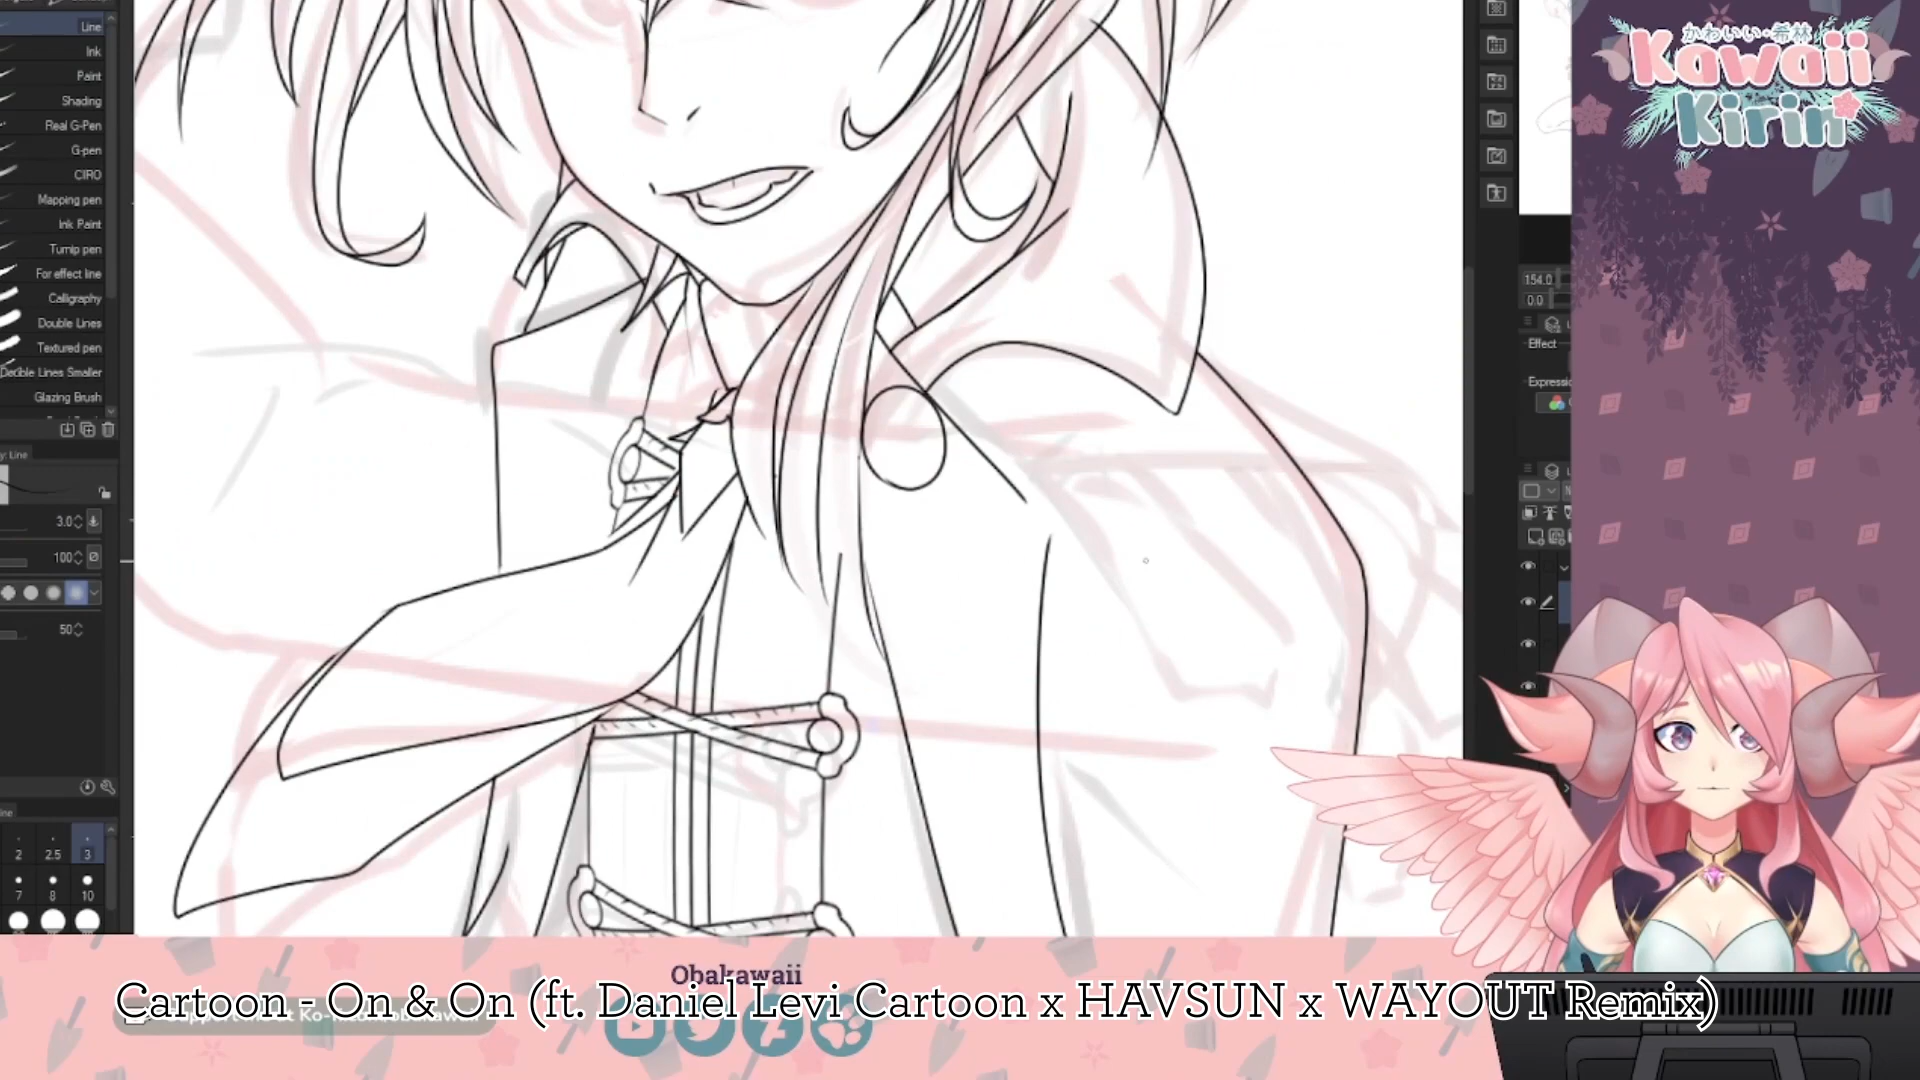 Line
Ink
Paint
Shading
Real G-Pen
G-pen
CIRO
Mapping pen
Ink Paint
Turnip pen
For effect line
Calligraphy
Double Lines
Textured pen
Double Lines Smaller
Glazing Brush
y: Line
3.0
100
50
ine
2 2.5 3
7 8 10
154.0
0.0
Effect
Expressi
かわいい・希林
Kawaii
Kirin
Obakawaii
Cartoon - On & On (ft. Daniel Levi Cartoon x HAVSUN x WAYOUT Remix)